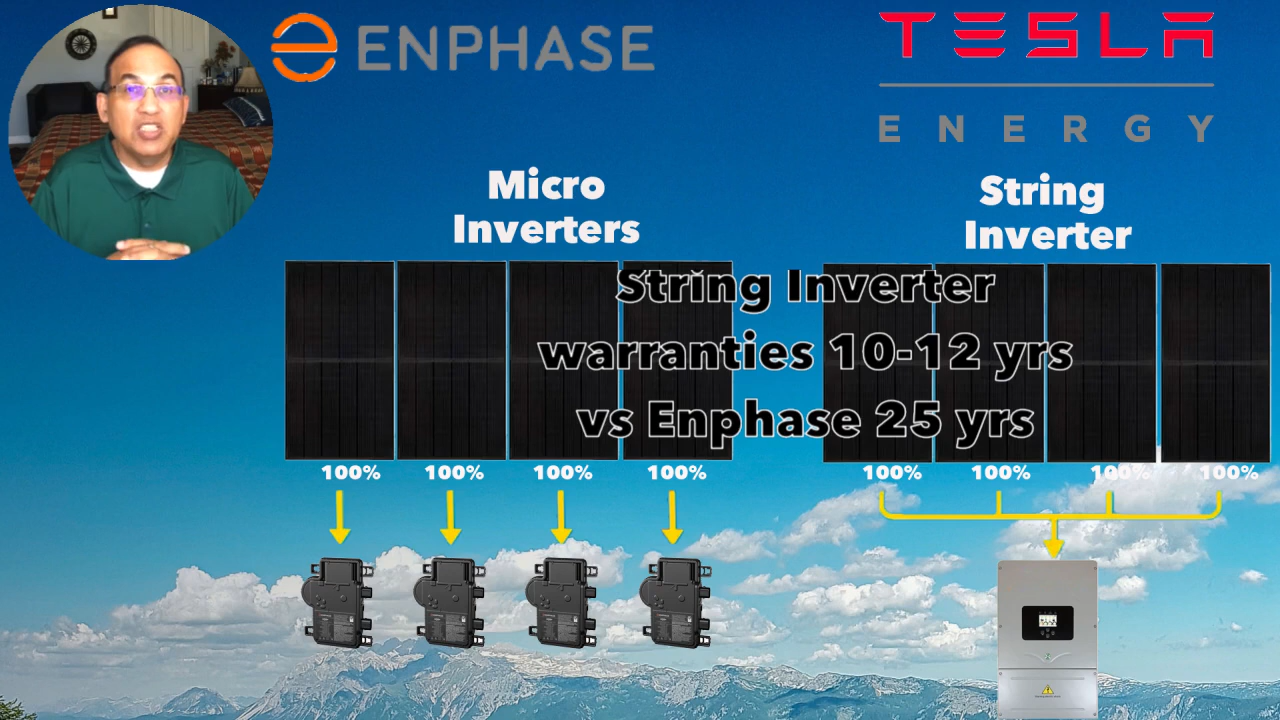 ENPHASE
TESLA
ENERGY
Micro
Inverters
String
Inverter
String Inverter
warranties 10-12 yrs
vs Enphase 25 yrs
100% 100% 100% 100%
100% 100% 100% 100%